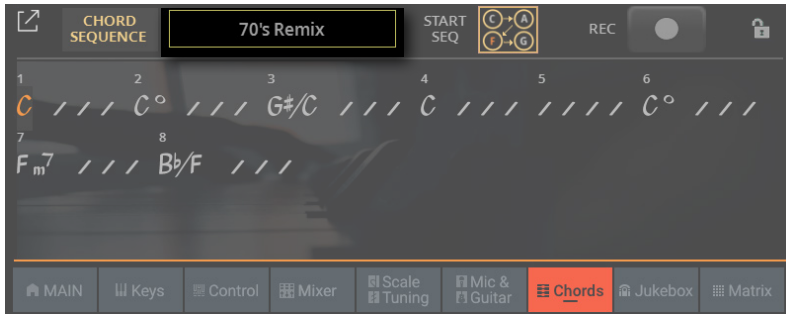 CHORD SEQUENCE 70's Remix START SEQ C A F G REC
1 2 3 4 5 6
C / / / C° / / / G#/C / / / C / / / / / / / C° / / /
7 8
Fm7 / / / B♭/F / / /
MAIN Keys Control Mixer Scale Tuning Mic & Guitar Chords Jukebox Matrix